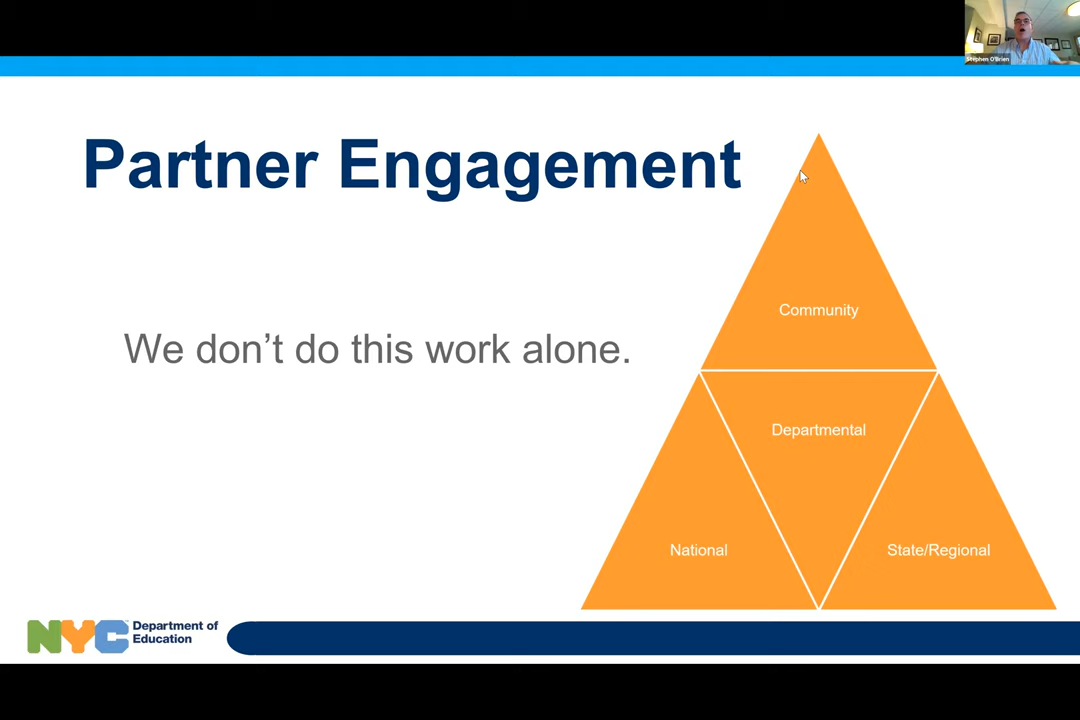 Stephen O'Brien
Partner Engagement
We don’t do this work alone.
Community
Departmental
National
State/Regional
NYC
Department of
Education